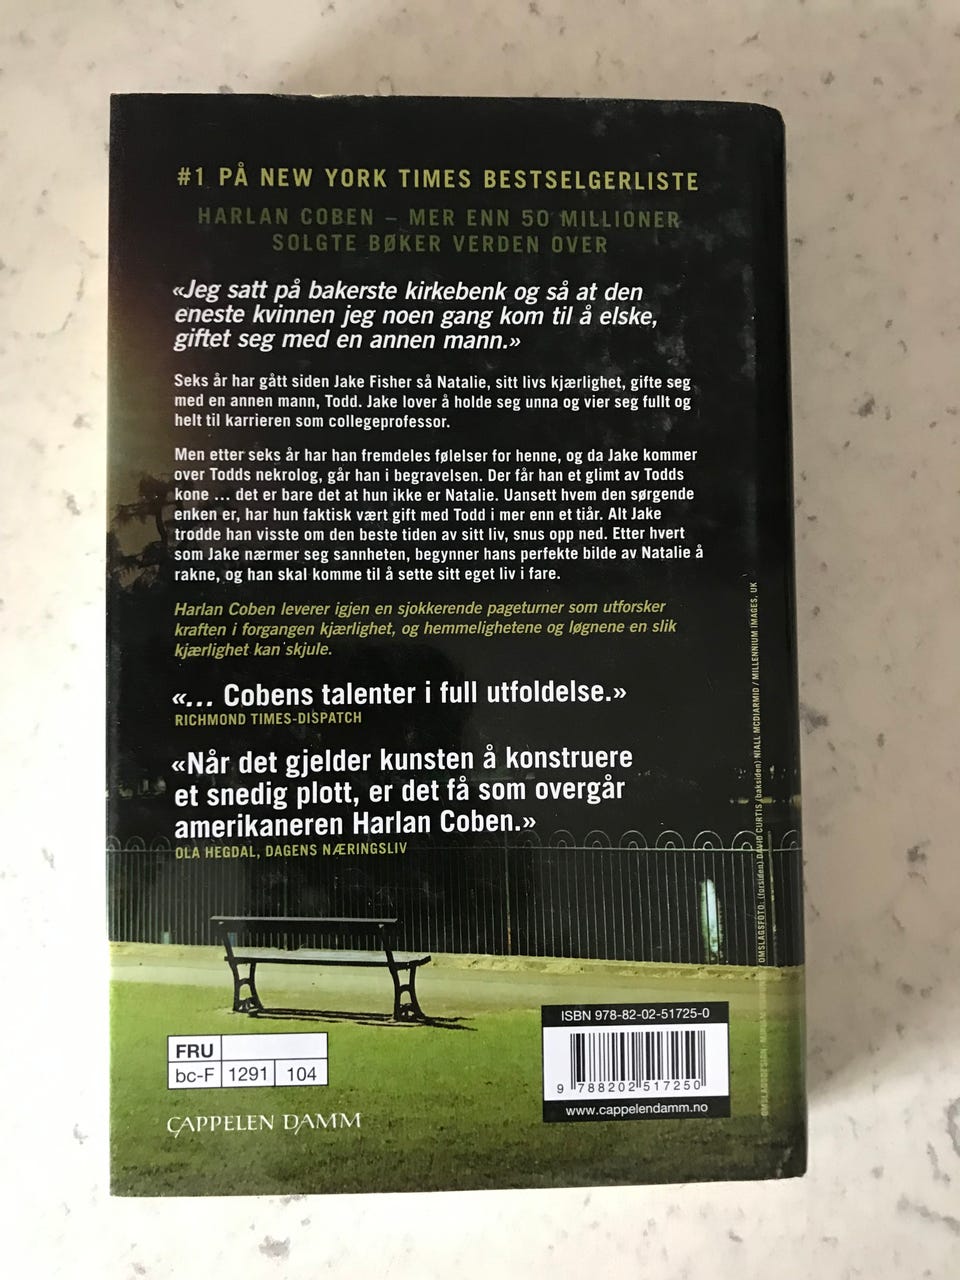 #1 PÅ NEW YORK TIMES BESTSELGERLISTE
HARLAN COBEN – MER ENN 50 MILLIONER
SOLGTE BØKER VERDEN OVER
«Jeg satt på bakerste kirkebenk og så at den
eneste kvinnen jeg noen gang kom til å elske,
giftet seg med en annen mann.»
Seks år har gått siden Jake Fisher så Natalie, sitt livs kjærlighet, gifte seg
med en annen mann, Todd. Jake lover å holde seg unna og vier seg fullt og
helt til karrieren som collegeprofessor.
Men etter seks år har han fremdeles følelser for henne, og da Jake kommer
over Todds nekrolog, går han i begravelsen. Der får han et glimt av Todds
kone ... det er bare det at hun ikke er Natalie. Uansett hvem den sørgende
enken er, har hun faktisk vært gift med Todd i mer enn et tiår. Alt Jake
trodde han visste om den beste tiden av sitt liv, snus opp ned. Etter hvert
som Jake nærmer seg sannheten, begynner hans perfekte bilde av Natalie å
rakne, og han skal komme til å sette sitt eget liv i fare.
Harlan Coben leverer igjen en sjokkerende pageturner som utforsker
kraften i forgangen kjærlighet, og hemmelighetene og løgnene en slik
kjærlighet kan skjule.
«... Cobens talenter i full utfoldelse.»
RICHMOND TIMES-DISPATCH
«Når det gjelder kunsten å konstruere
et snedig plott, er det få som overgår
amerikaneren Harlan Coben.»
OLA HEGDAL, DAGENS NÆRINGSLIV
OMSLAGSFOTO: (forsiden) DAVID CURTIS (baksiden) NIALL MCDIARMID / MILLENNIUM IMAGES, UK
OMSLAGSDESIGN:
ISBN 978-82-02-51725-0
9 788202 517250
www.cappelendamm.no
FRU
bc-F 1291 104
CAPPELEN DAMM